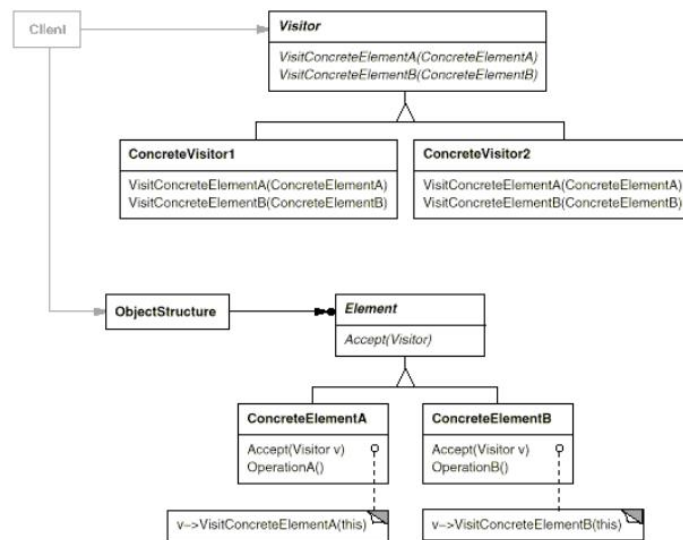 Client
Visitor
VisitConcreteElementA(ConcreteElementA)
VisitConcreteElementB(ConcreteElementB)
ConcreteVisitor1
VisitConcreteElementA(ConcreteElementA)
VisitConcreteElementB(ConcreteElementB)
ConcreteVisitor2
VisitConcreteElementA(ConcreteElementA)
VisitConcreteElementB(ConcreteElementB)
ObjectStructure
Element
Accept(Visitor)
ConcreteElementA
Accept(Visitor v)
OperationA()
ConcreteElementB
Accept(Visitor v)
OperationB()
v->VisitConcreteElementA(this)
v->VisitConcreteElementB(this)